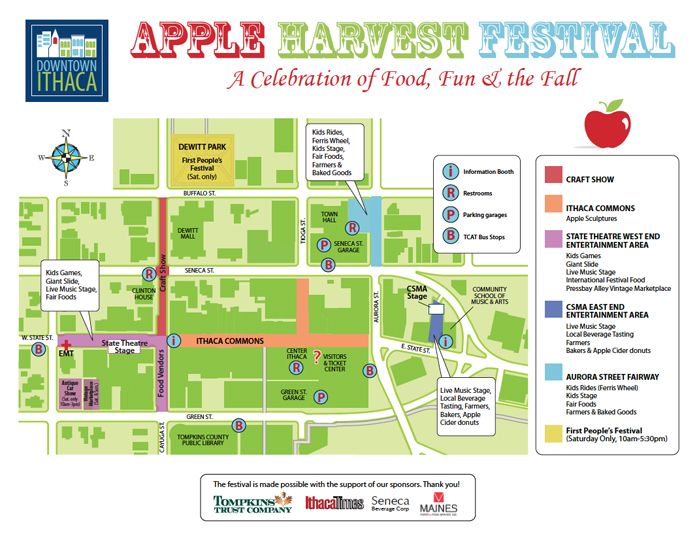 DOWNTOWN
ITHACA
APPLE HARVEST FESTIVAL
A Celebration of Food, Fun & the Fall
N
W
E
S
DEWITT PARK
First People's
Festival
(Sat. only)
BUFFALO ST.
Kids Rides,
Ferris Wheel,
Kids Stage,
Fair Foods,
Farmers &
Baked Goods
i Information Booth
R Restrooms
P Parking garages
B TCAT Bus Stops
DEWITT
MALL
TIOGA ST.
TOWN
HALL
R
P
SENECA ST.
GARAGE
B
SENECA ST.
Craft Show
R
CLINTON
HOUSE
Kids Games,
Giant Slide,
Live Music Stage,
Fair Foods
W. STATE ST.
B
EMT
State Theatre
Stage
i
ITHACA COMMONS
AURORA ST.
CSMA
Stage
COMMUNITY
SCHOOL OF
MUSIC & ARTS
E. STATE ST.
i
CENTER
ITHACA
R
?
VISITORS
& TICKET
CENTER
B
Food Vendors
Antique
Car
Show
(Sat. only
GREEN ST.
GARAGE
P
Live Music Stage,
Local Beverage
Tasting, Farmers,
Bakers, Apple
Cider donuts
GREEN ST.
B
TOMPKINS COUNTY
PUBLIC LIBRARY
CAYUGA ST.
CRAFT SHOW
ITHACA COMMONS
Apple Sculptures
STATE THEATRE WEST END
ENTERTAINMENT AREA
Kids Games
Giant Slide
Live Music Stage
International Festival Food
Pressbay Alley Vintage Marketplace
CSMA EAST END
ENTERTAINMENT AREA
Live Music Stage
Local Beverage Tasting
Farmers
Bakers & Apple Cider donuts
AURORA STREET FAIRWAY
Kids Rides (Ferris Wheel)
Kids Stage
Fair Foods
Farmers & Baked Goods
First People's Festival
(Saturday Only, 10am-5:30pm)
The festival is made possible with the support of our sponsors. Thank you!
TOMPKINS
TRUST COMPANY
IthacaTimes
Seneca
Beverage Corp
MAINES